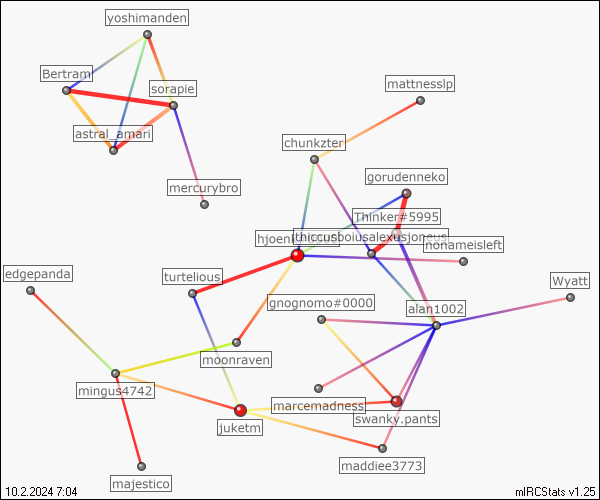 yoshimanden
Bertram
mattnesslp
sorapie
astral_amari
chunkzter
gorudenneko
mercurybro
Thinker#5995
thiccusboiusalexusjoneus
nonameisleft
edgepanda
turtelious
Wyatt
gnognomo#0000
alan1002
moonraven
mingus4742
marcemadness
swanky.pants
juketm
maddiee3773
majestico
10.2.2024 7:04
mIRCStats v1.25